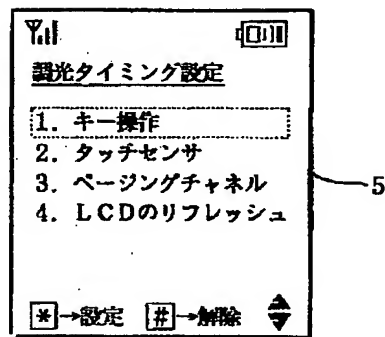 調光タイミング設定
1. キー操作
2. タッチセンサ
3. ページングチャネル
4. LCDのリフレッシュ
*→設定 #→解除
5